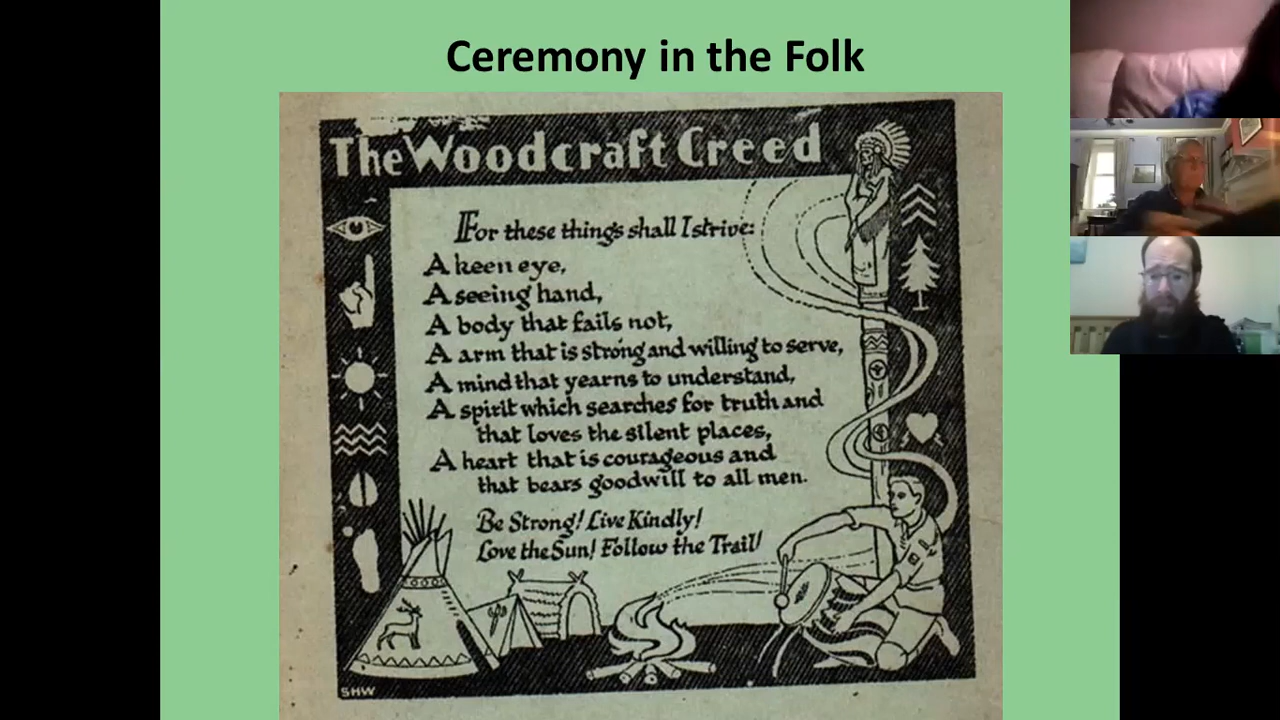 Ceremony in the Folk
The Woodcraft Creed
For these things shall I strive:
A keen eye,
A seeing hand,
A body that fails not,
A arm that is strong and willing to serve,
A mind that yearns to understand,
A spirit which searches for truth and
that loves the silent places,
A heart that is courageous and
that bears goodwill to all men.
Be Strong! Live Kindly!
Love the Sun! Follow the Trail!
SHW